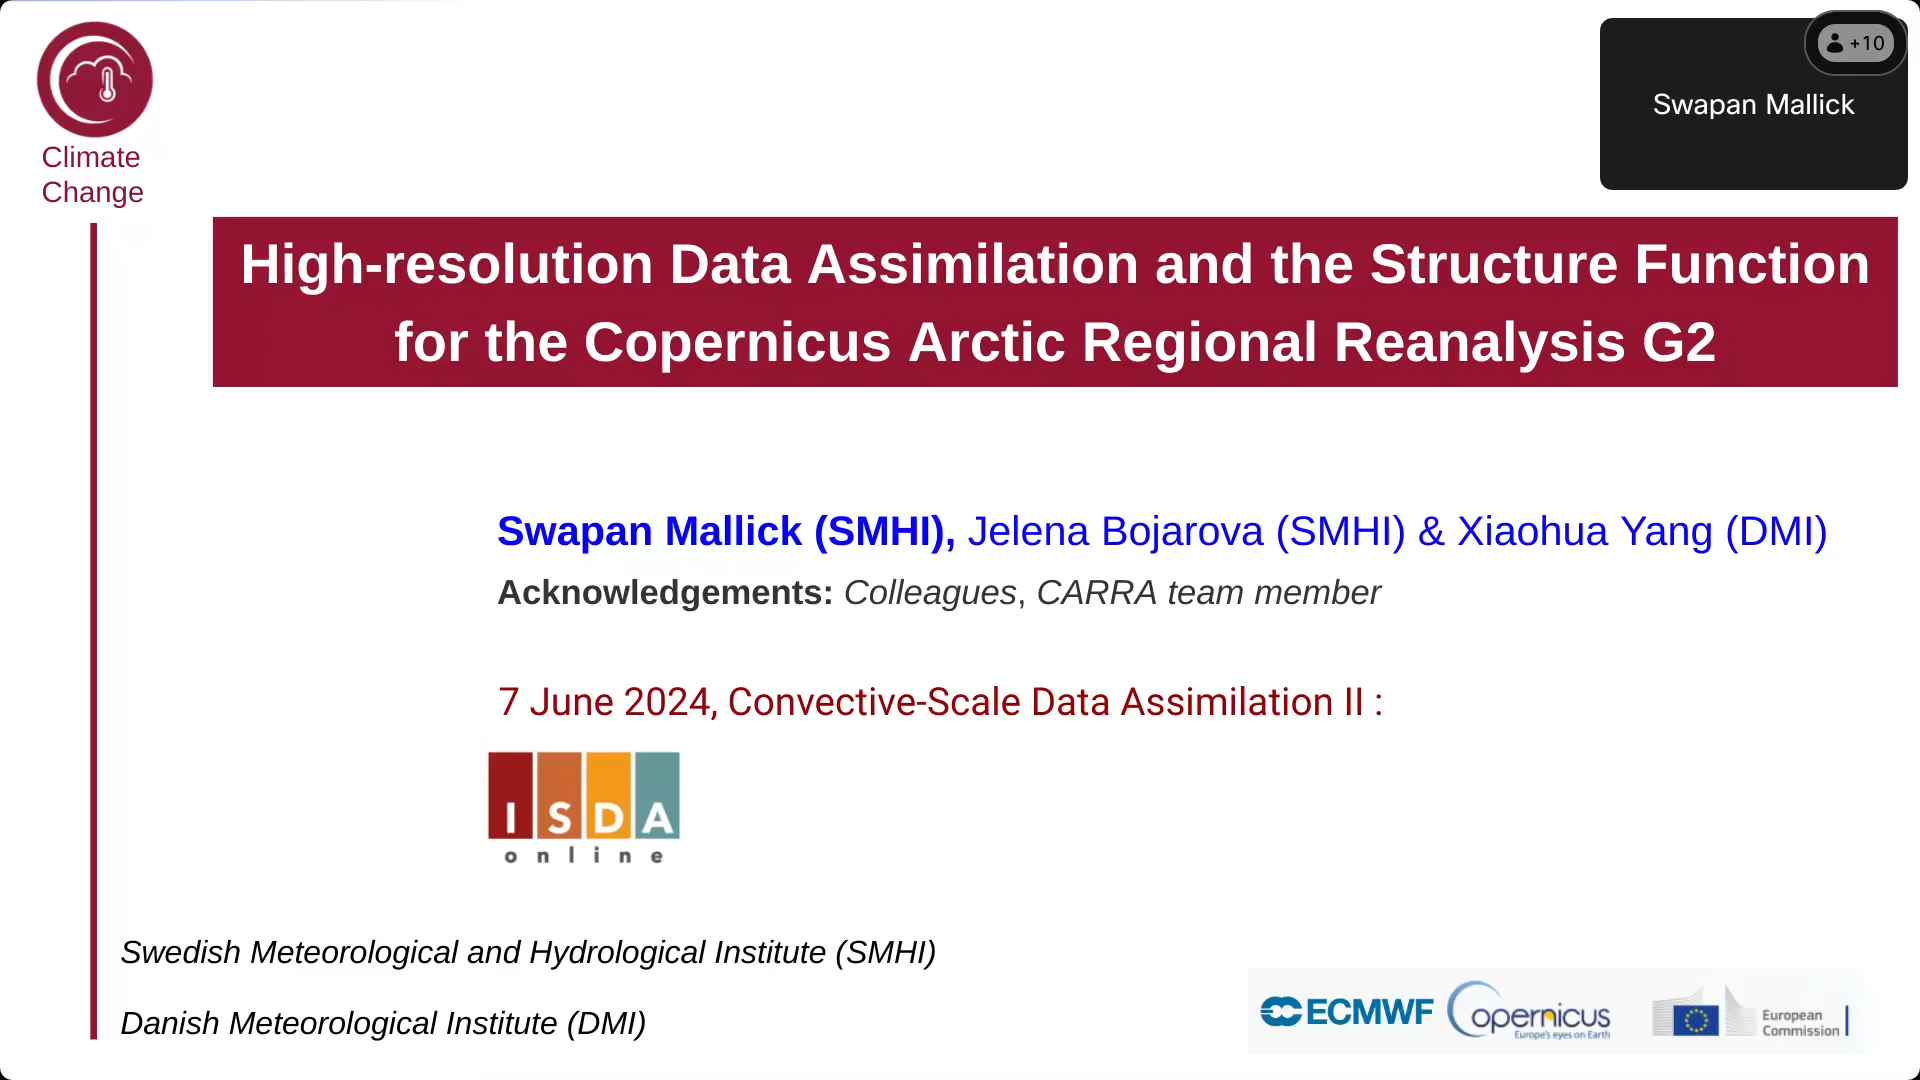 Climate
Change
+10
Swapan Mallick
High-resolution Data Assimilation and the Structure Function
for the Copernicus Arctic Regional Reanalysis G2
Swapan Mallick (SMHI), Jelena Bojarova (SMHI) & Xiaohua Yang (DMI)
Acknowledgements: Colleagues, CARRA team member
7 June 2024, Convective-Scale Data Assimilation II :
ISDA
online
Swedish Meteorological and Hydrological Institute (SMHI)
Danish Meteorological Institute (DMI)
ECMWF
opernicus
Europe's eyes on Earth
European
Commission